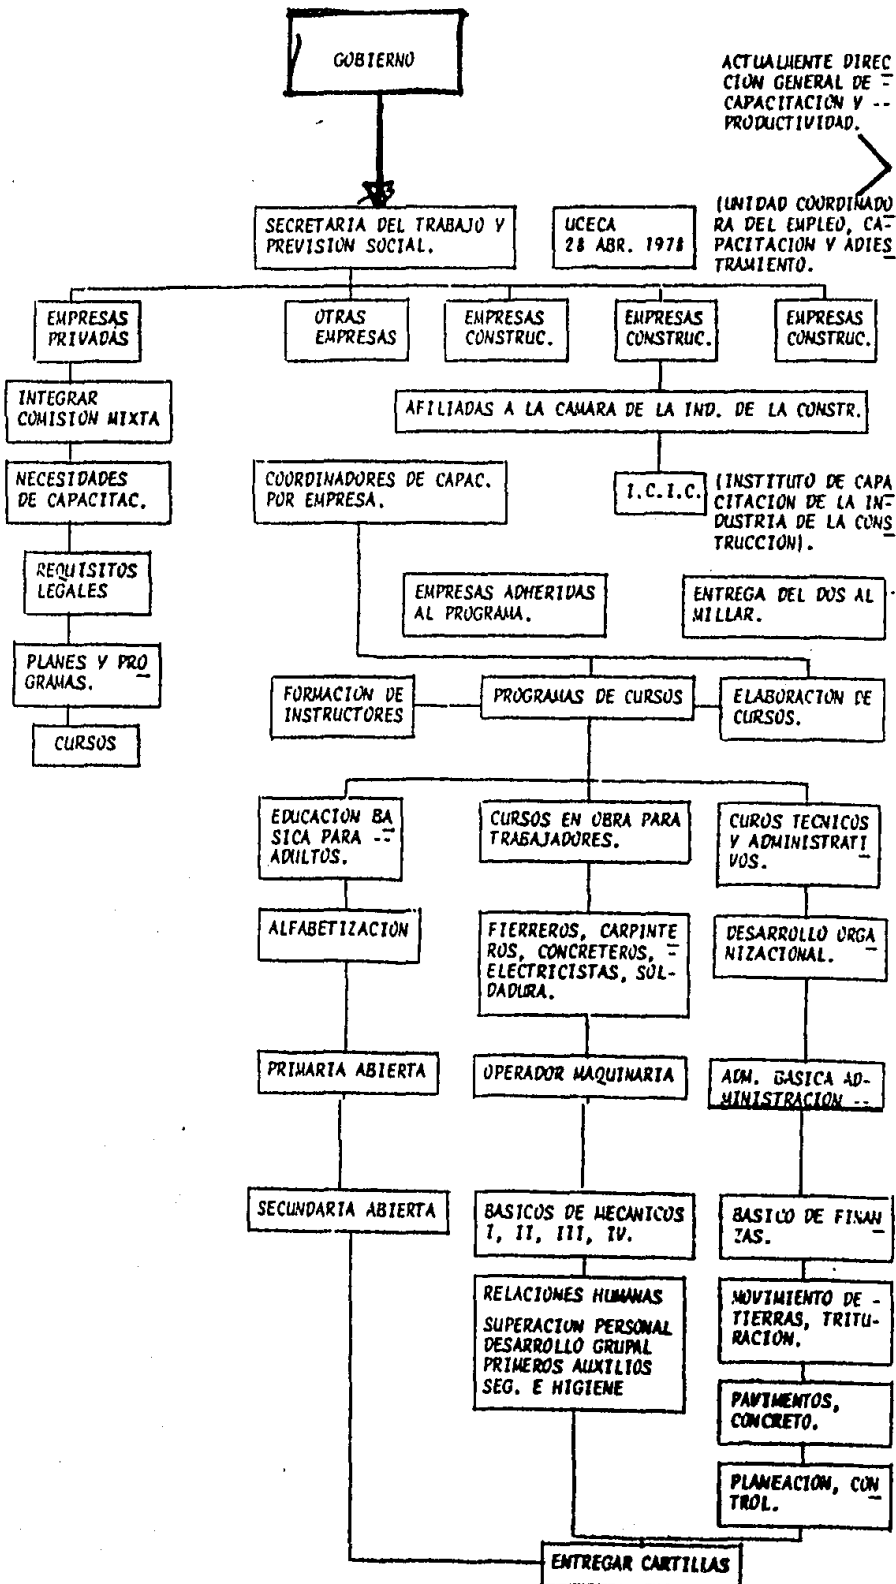 GOBIERNO
ACTUALMENTE DIREC
CION GENERAL DE -
CAPACITACION Y --
PRODUCTIVIDAD.
SECRETARIA DEL TRABAJO Y
PREVISION SOCIAL.
UCECA
28 ABR. 1978
(UNIDAD COORDINADO
RA DEL EMPLEO, CA-
PACITACION Y ADIES
TRAMIENTO.
EMPRESAS
PRIVADAS
OTRAS
EMPRESAS
EMPRESAS
CONSTRUC.
EMPRESAS
CONSTRUC.
EMPRESAS
CONSTRUC.
INTEGRAR
COMISION MIXTA
AFILIADAS A LA CAMARA DE LA IND. DE LA CONSTR.
NECESIDADES
DE CAPACITAC.
COORDINADORES DE CAPAC.
POR EMPRESA.
I.C.I.C.
(INSTITUTO DE CAPA
CITACION DE LA IN-
DUSTRIA DE LA CONS
TRUCCION).
REQUISITOS
LEGALES
EMPRESAS ADHERIDAS
AL PROGRAMA.
ENTREGA DEL DOS AL
MILLAR.
PLANES Y PRO
GRAMAS.
FORMACION DE
INSTRUCTORES
PROGRAMAS DE CURSOS
ELABORACION DE
CURSOS.
CURSOS
EDUCACION BA
SICA PARA --
ADULTOS.
CURSOS EN OBRA PARA
TRABAJADORES.
CUROS TECNICOS
Y ADMINISTRATI
VOS.
ALFABETIZACION
FIERREROS, CARPINTE
ROS, CONCRETEROS, -
ELECTRICISTAS, SOL-
DADURA.
DESARROLLO ORGA
NIZACIONAL.
PRIMARIA ABIERTA
OPERADOR MAQUINARIA
ADM. BASICA AD-
MINISTRACION --
SECUNDARIA ABIERTA
BASICOS DE MECANICOS
I, II, III, IV.
BASICO DE FINAN
ZAS.
RELACIONES HUMANAS
SUPERACION PERSONAL
DESARROLLO GRUPAL
PRIMEROS AUXILIOS
SEG. E HIGIENE
MOVIMIENTO DE -
TIERRAS, TRITU-
RACION.
PAVIMENTOS,
CONCRETO.
PLANEACION, CON
TROL.
ENTREGAR CARTILLAS